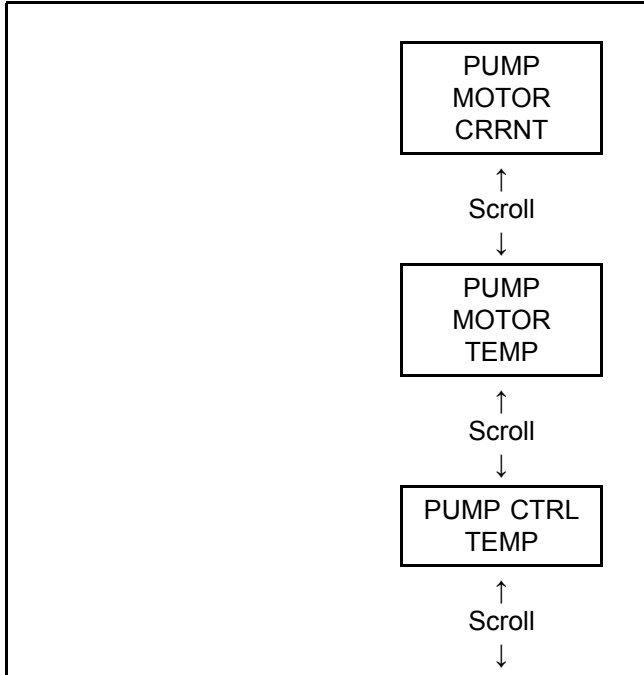 PUMP
MOTOR
CRRNT
↑
Scroll
↓
PUMP
MOTOR
TEMP
↑
Scroll
↓
PUMP CTRL
TEMP
↑
Scroll
↓